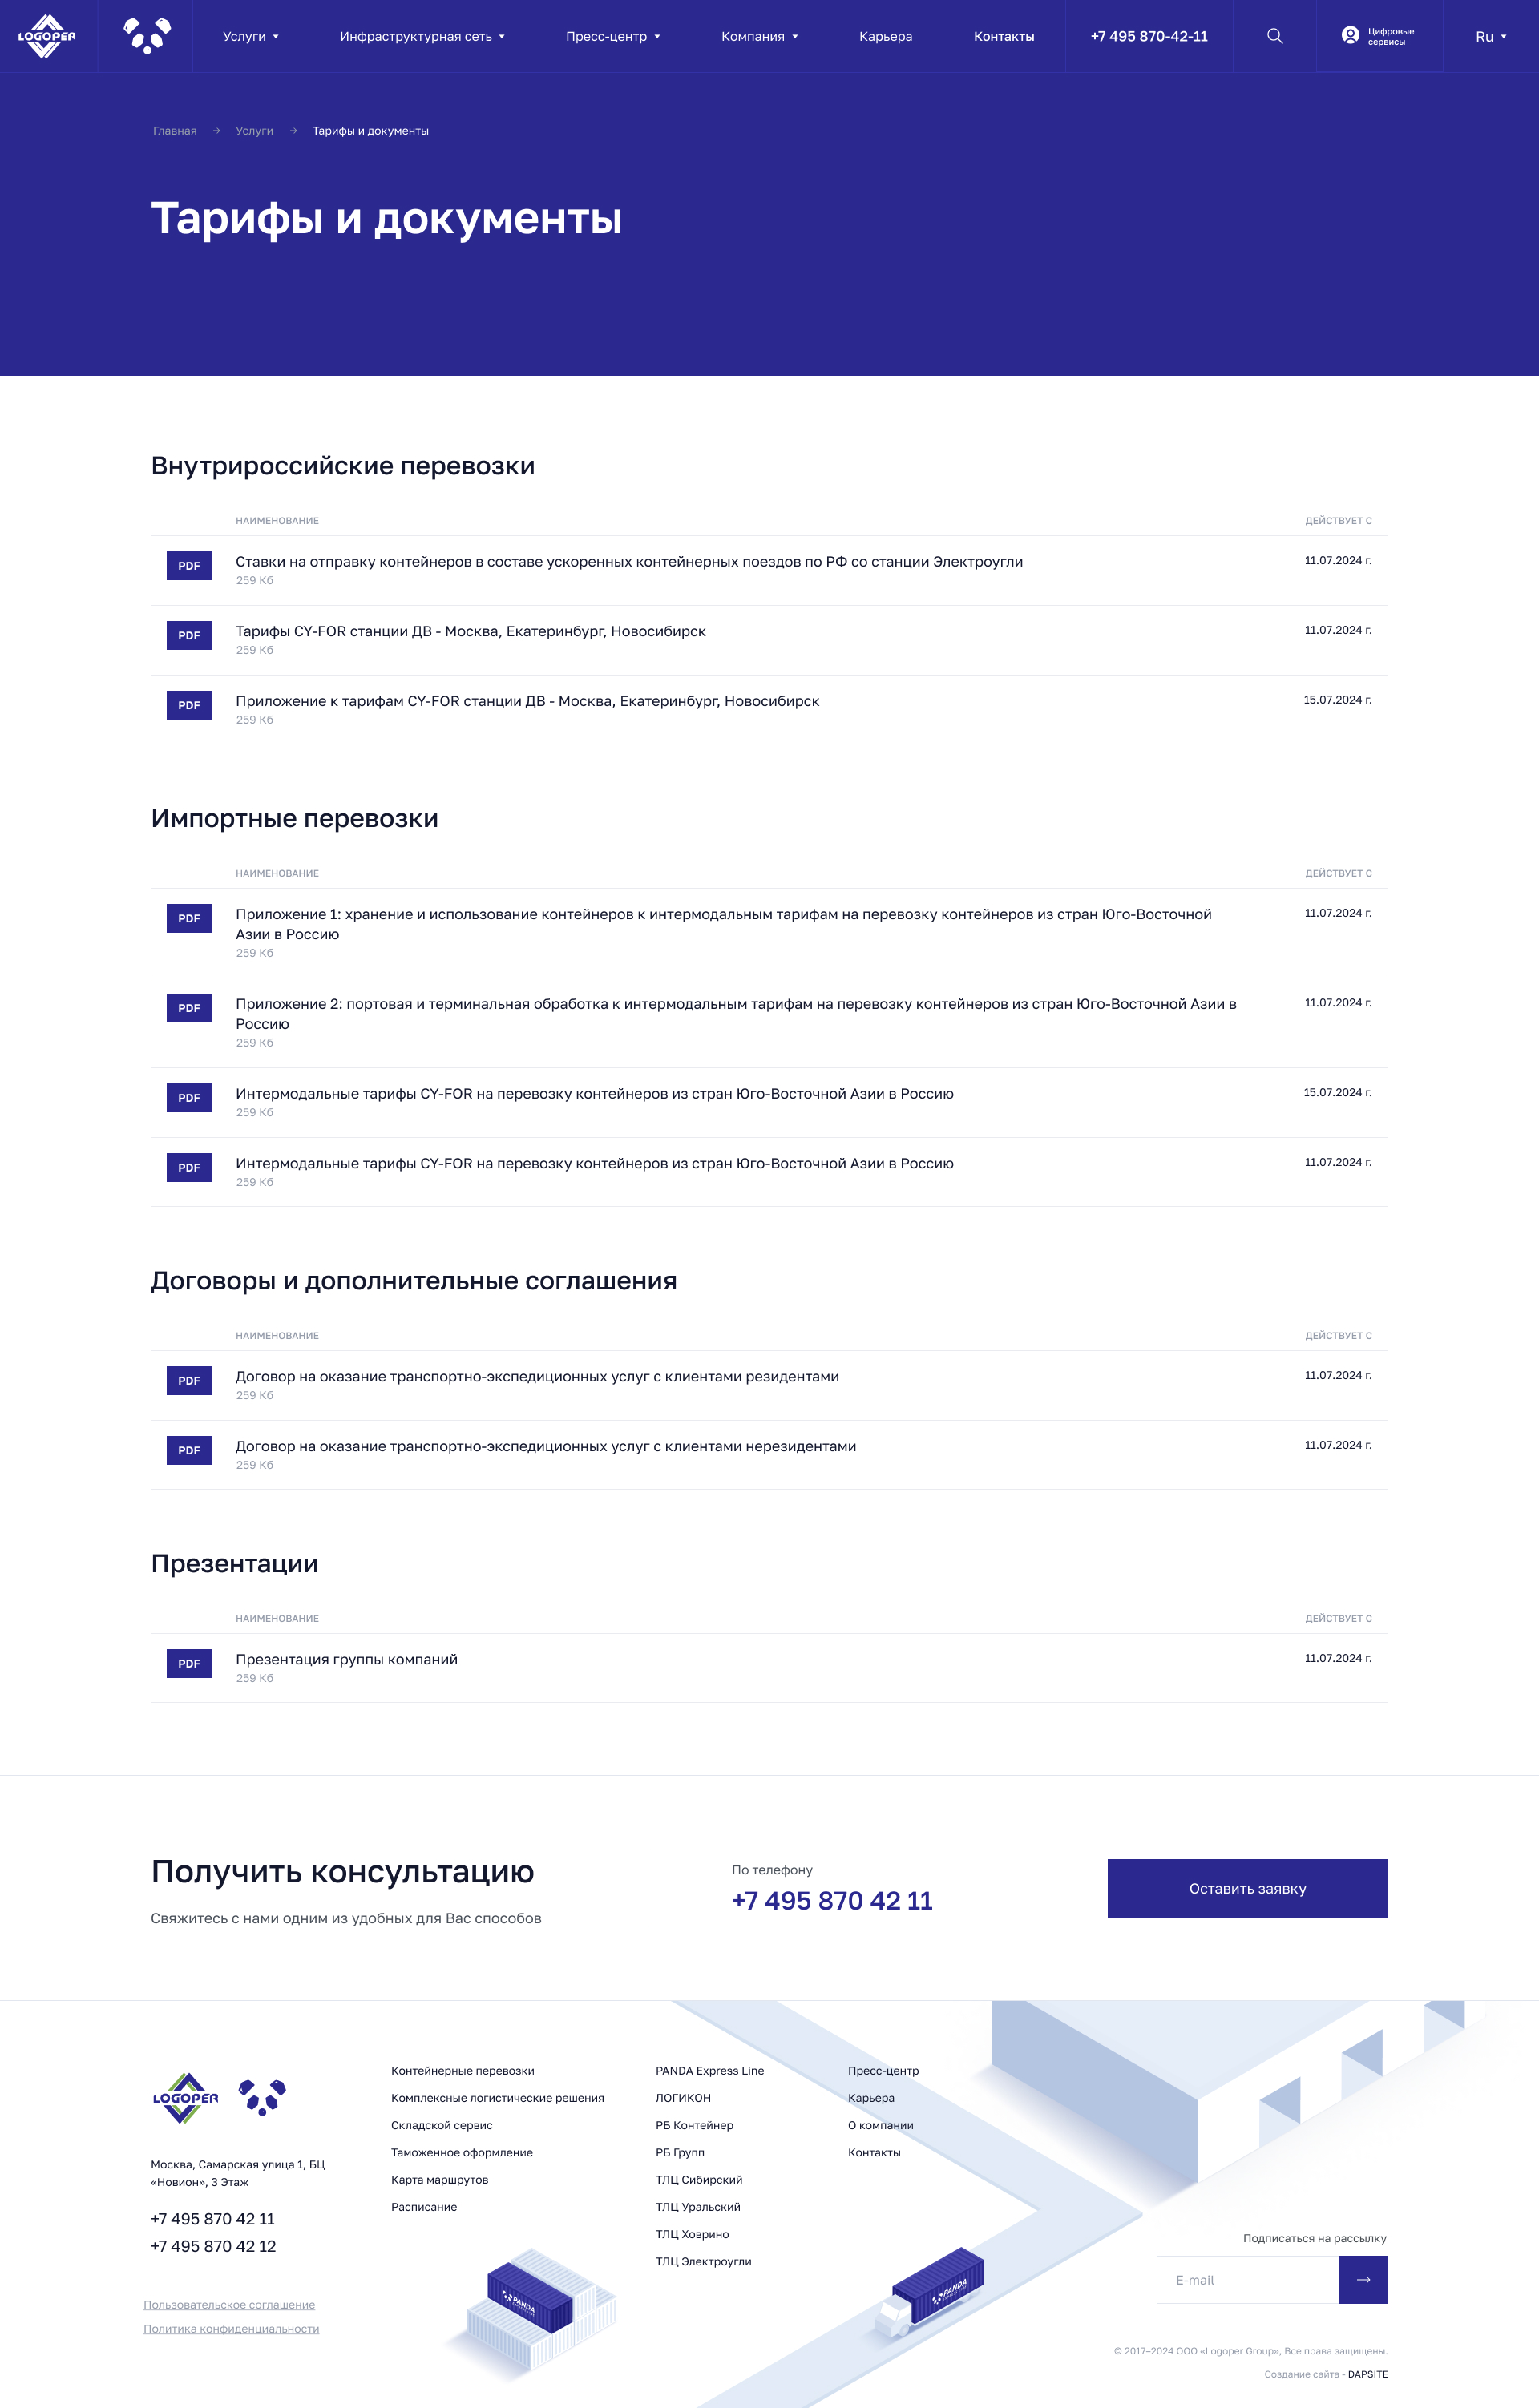 LOGOPER
Услуги
Инфраструктурная сеть
Пресс-центр
Компания
Карьера
Контакты
+7 495 870-42-11
Цифровые
сервисы
Ru
Главная → Услуги → Тарифы и документы
Тарифы и документы
Внутрироссийские перевозки
НАИМЕНОВАНИЕ ДЕЙСТВУЕТ С
PDF Ставки на отправку контейнеров в составе ускоренных контейнерных поездов по РФ со станции Электроугли 11.07.2024 г.
259 Кб
PDF Тарифы CY-FOR станции ДВ - Москва, Екатеринбург, Новосибирск 11.07.2024 г.
259 Кб
PDF Приложение к тарифам CY-FOR станции ДВ - Москва, Екатеринбург, Новосибирск 15.07.2024 г.
259 Кб
Импортные перевозки
НАИМЕНОВАНИЕ ДЕЙСТВУЕТ С
PDF Приложение 1: хранение и использование контейнеров к интермодальным тарифам на перевозку контейнеров из стран Юго-Восточной 11.07.2024 г.
Азии в Россию
259 Кб
PDF Приложение 2: портовая и терминальная обработка к интермодальным тарифам на перевозку контейнеров из стран Юго-Восточной Азии в 11.07.2024 г.
Россию
259 Кб
PDF Интермодальные тарифы CY-FOR на перевозку контейнеров из стран Юго-Восточной Азии в Россию 15.07.2024 г.
259 Кб
PDF Интермодальные тарифы CY-FOR на перевозку контейнеров из стран Юго-Восточной Азии в Россию 11.07.2024 г.
259 Кб
Договоры и дополнительные соглашения
НАИМЕНОВАНИЕ ДЕЙСТВУЕТ С
PDF Договор на оказание транспортно-экспедиционных услуг с клиентами резидентами 11.07.2024 г.
259 Кб
PDF Договор на оказание транспортно-экспедиционных услуг с клиентами нерезидентами 11.07.2024 г.
259 Кб
Презентации
НАИМЕНОВАНИЕ ДЕЙСТВУЕТ С
PDF Презентация группы компаний 11.07.2024 г.
259 Кб
Получить консультацию
Свяжитесь с нами одним из удобных для Вас способов
По телефону
+7 495 870 42 11
Оставить заявку
LOGOPER
Москва, Самарская улица 1, БЦ
«Новион», 3 Этаж
+7 495 870 42 11
+7 495 870 42 12
Пользовательское соглашение
Политика конфиденциальности
Контейнерные перевозки
Комплексные логистические решения
Складской сервис
Таможенное оформление
Карта маршрутов
Расписание
PANDA Express Line
ЛОГИКОН
РБ Контейнер
РБ Групп
ТЛЦ Сибирский
ТЛЦ Уральский
ТЛЦ Ховрино
ТЛЦ Электроугли
Пресс-центр
Карьера
О компании
Контакты
PANDA
PANDA
Подписаться на рассылку
E-mail
© 2017–2024 ООО «Logoper Group», Все права защищены.
Создание сайта - DAPSITE